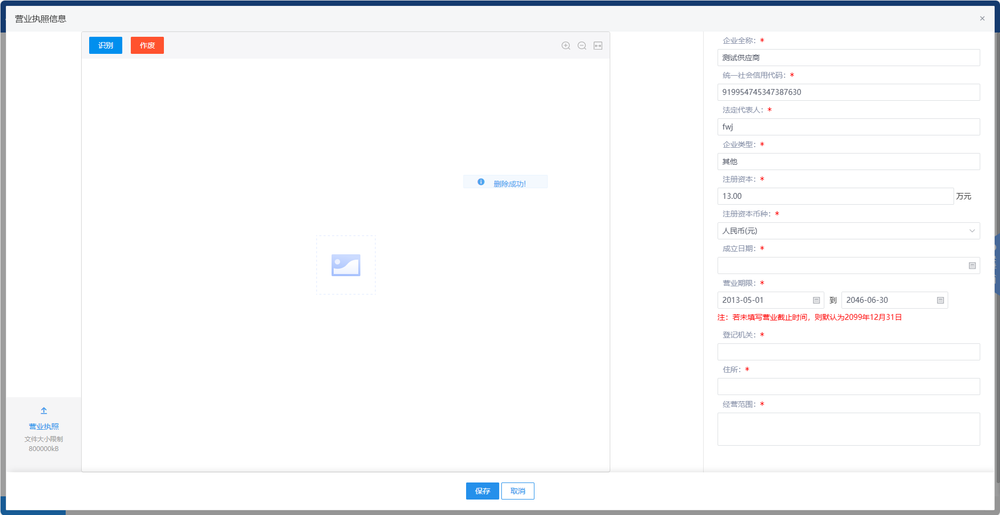 营业执照信息
识别
作废
删除成功!
营业执照
文件大小限制
800000kB
企业全称：*
测试供应商
统一社会信用代码：*
919954745347387630
法定代表人：*
fwj
企业类型：*
其他
注册资本：*
13.00 万元
注册资本币种：*
人民币(元)
成立日期：*
营业期限：*
2013-05-01 到 2046-06-30
注：若未填写营业截止时间，则默认为2099年12月31日
登记机关：*
住所：*
经营范围：*
保存
取消